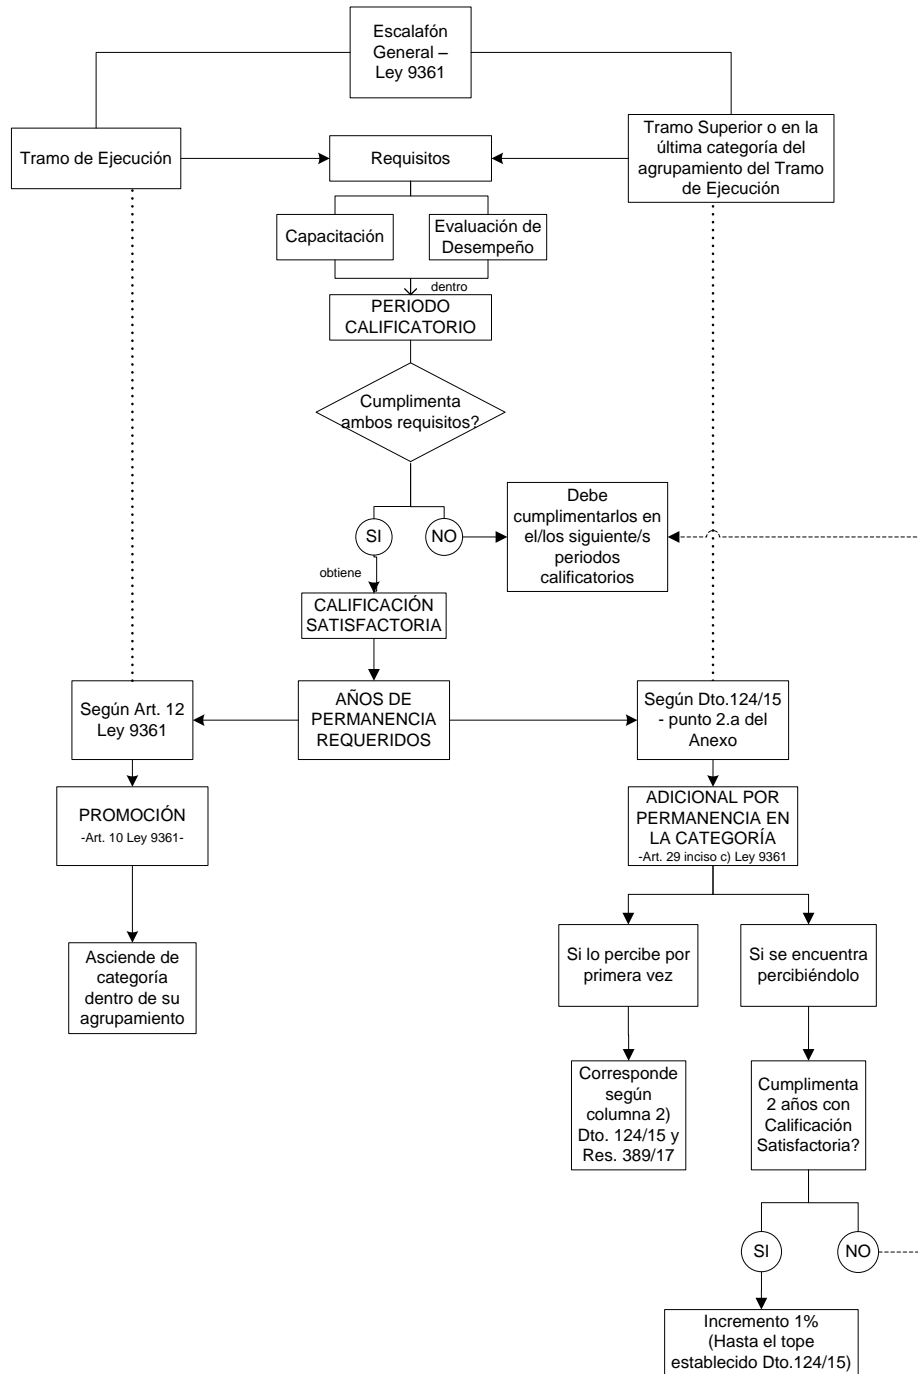 Escalafón
General –
Ley 9361
Tramo de Ejecución
Requisitos
Tramo Superior o en la
última categoría del
agrupamiento del Tramo
de Ejecución
Capacitación
Evaluación de
Desempeño
dentro
PERIODO
CALIFICATORIO
Cumplimenta
ambos requisitos?
SI
NO
Debe
cumplimentarlos en
el/los siguiente/s
periodos
calificatorios
obtiene
CALIFICACIÓN
SATISFACTORIA
Según Art. 12
Ley 9361
AÑOS DE
PERMANENCIA
REQUERIDOS
Según Dto.124/15
- punto 2.a del
Anexo
PROMOCIÓN
-Art. 10 Ley 9361-
ADICIONAL POR
PERMANENCIA EN
LA CATEGORÍA
-Art. 29 inciso c) Ley 9361
Asciende de
categoría
dentro de su
agrupamiento
Si lo percibe por
primera vez
Si se encuentra
percibiéndolo
Corresponde
según
columna 2)
Dto. 124/15 y
Res. 389/17
Cumplimenta
2 años con
Calificación
Satisfactoria?
SI
NO
Incremento 1%
(Hasta el tope
establecido Dto.124/15)